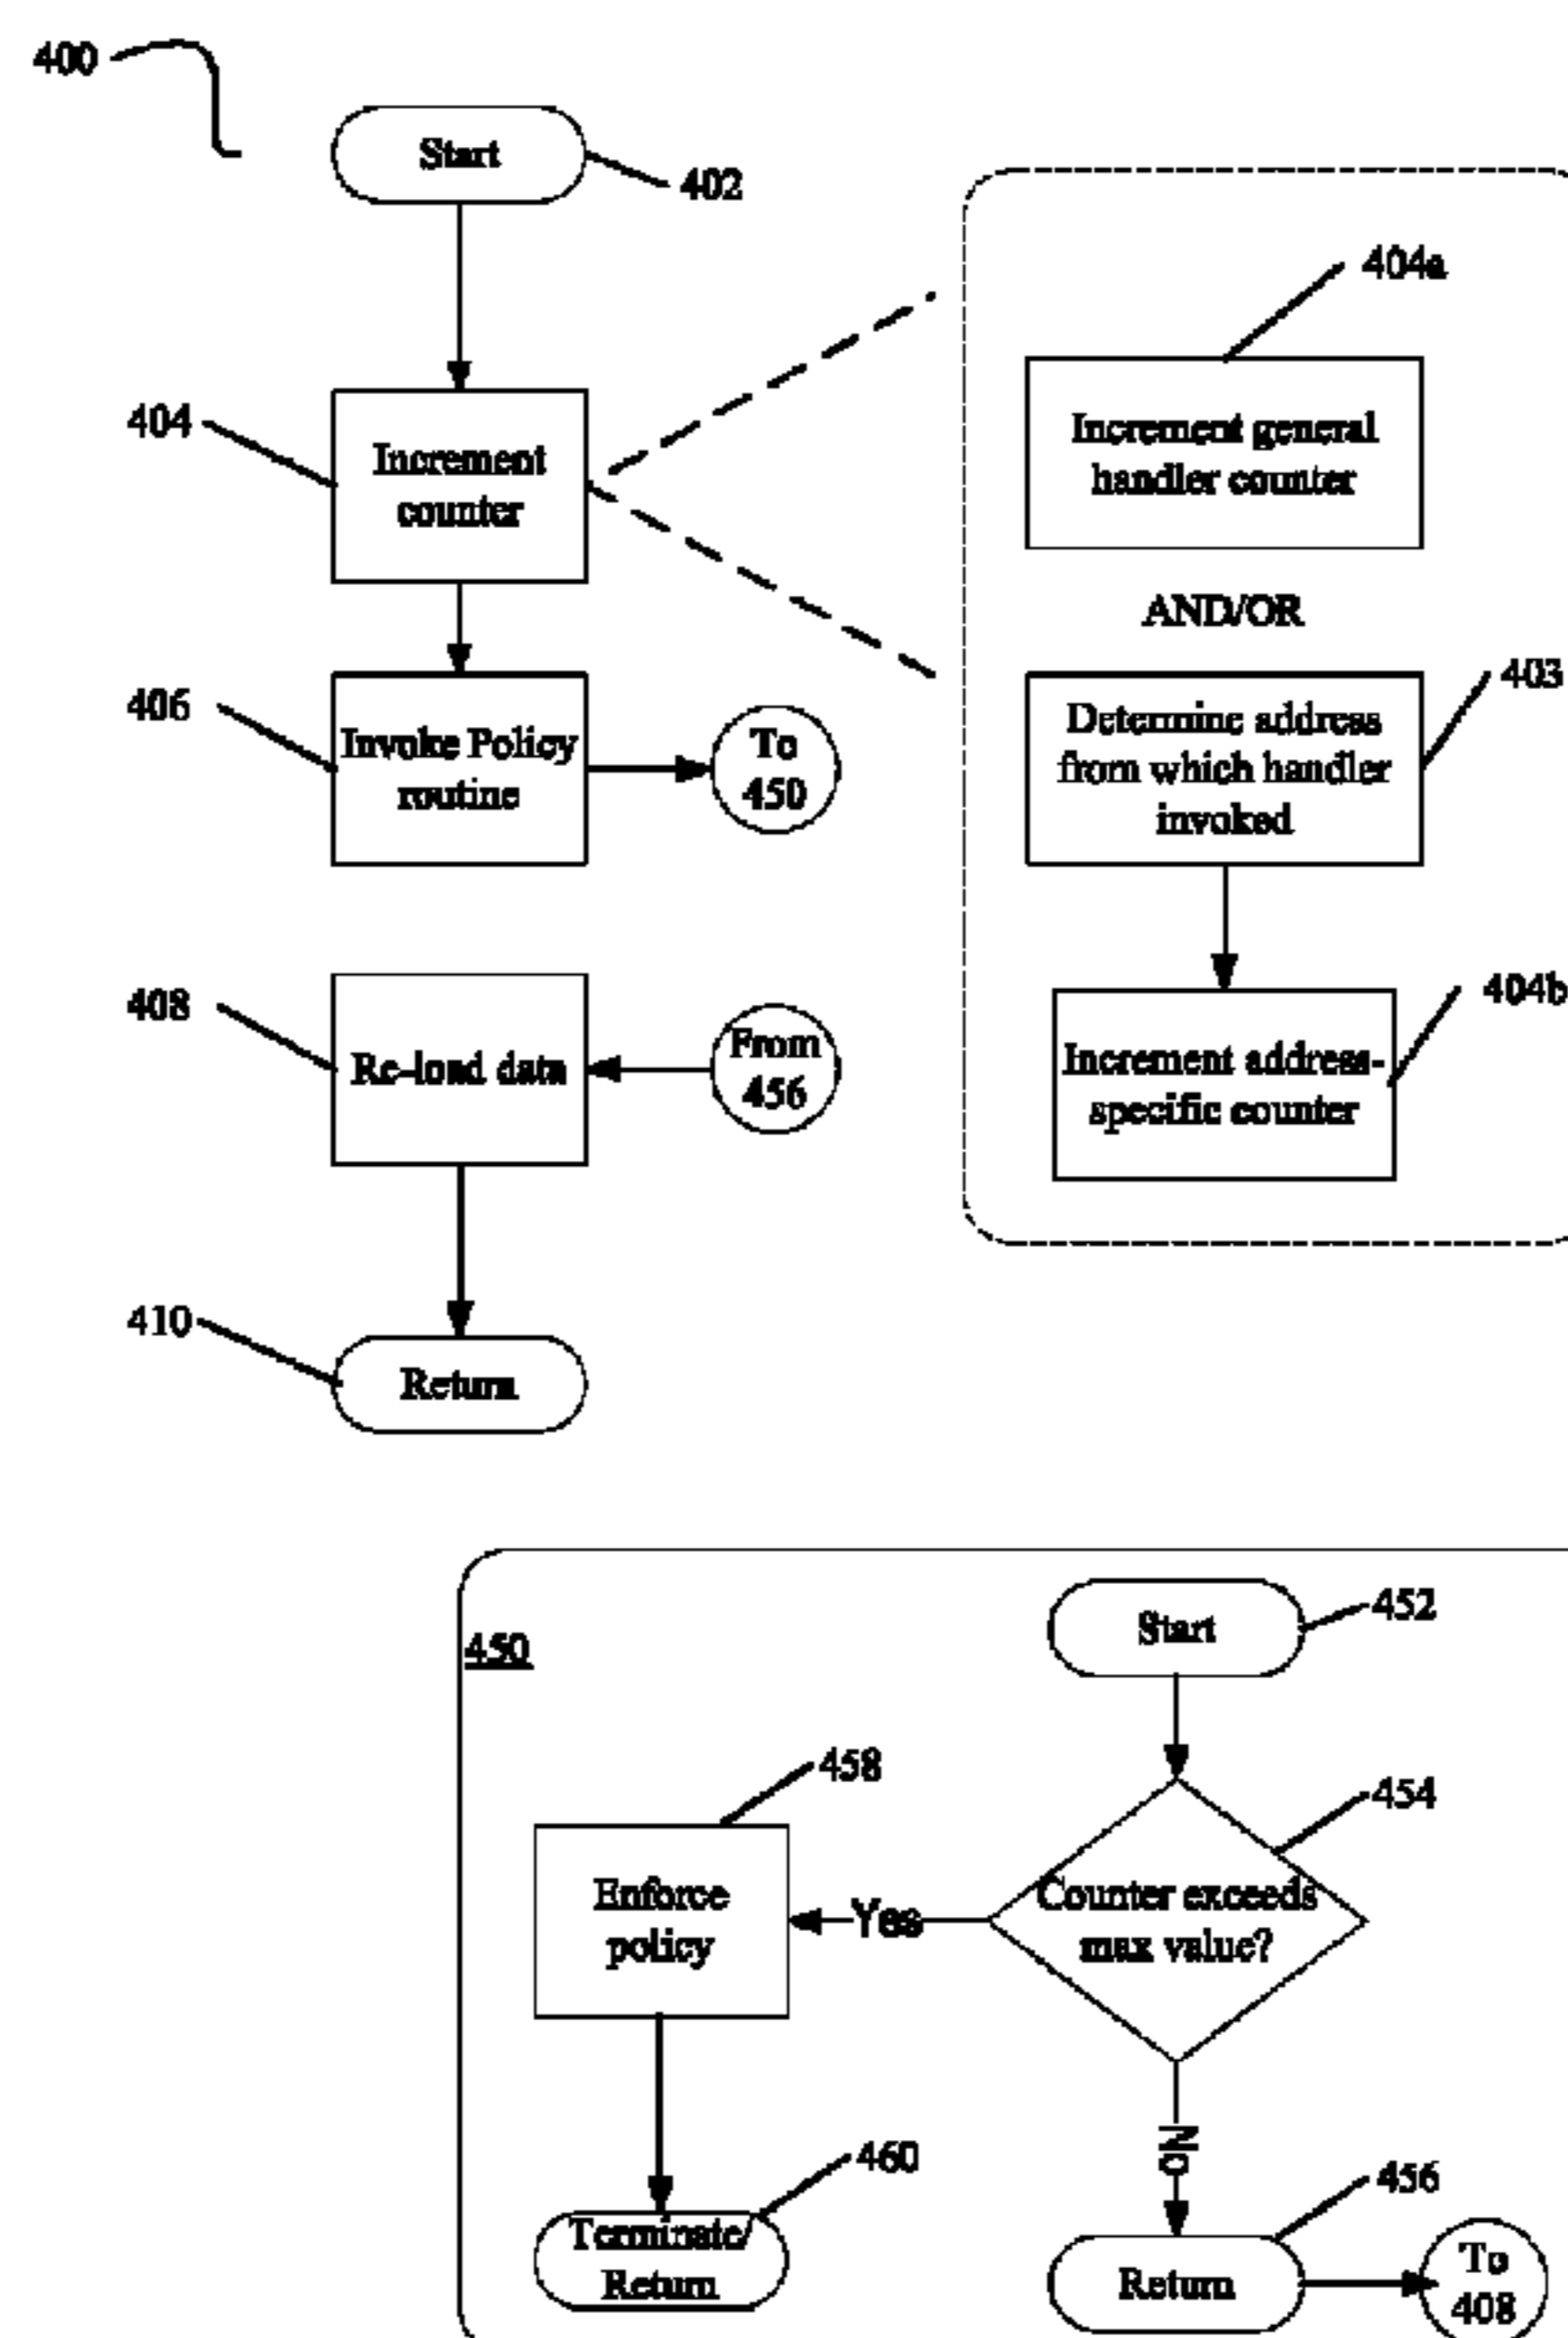 400
Start
402
404a
Increment general
handler counter
404
Increment
counter
AND/OR
403
Determine address
from which handler
invoked
406
Invoke Policy
routine
To
450
404b
Increment address-
specific counter
408
Re-load data
From
456
410
Return
450
Start
452
458
454
Enforce
policy
Yes
Counter exceeds
max value?
No
460
Terminate/
Return
456
Return
To
408